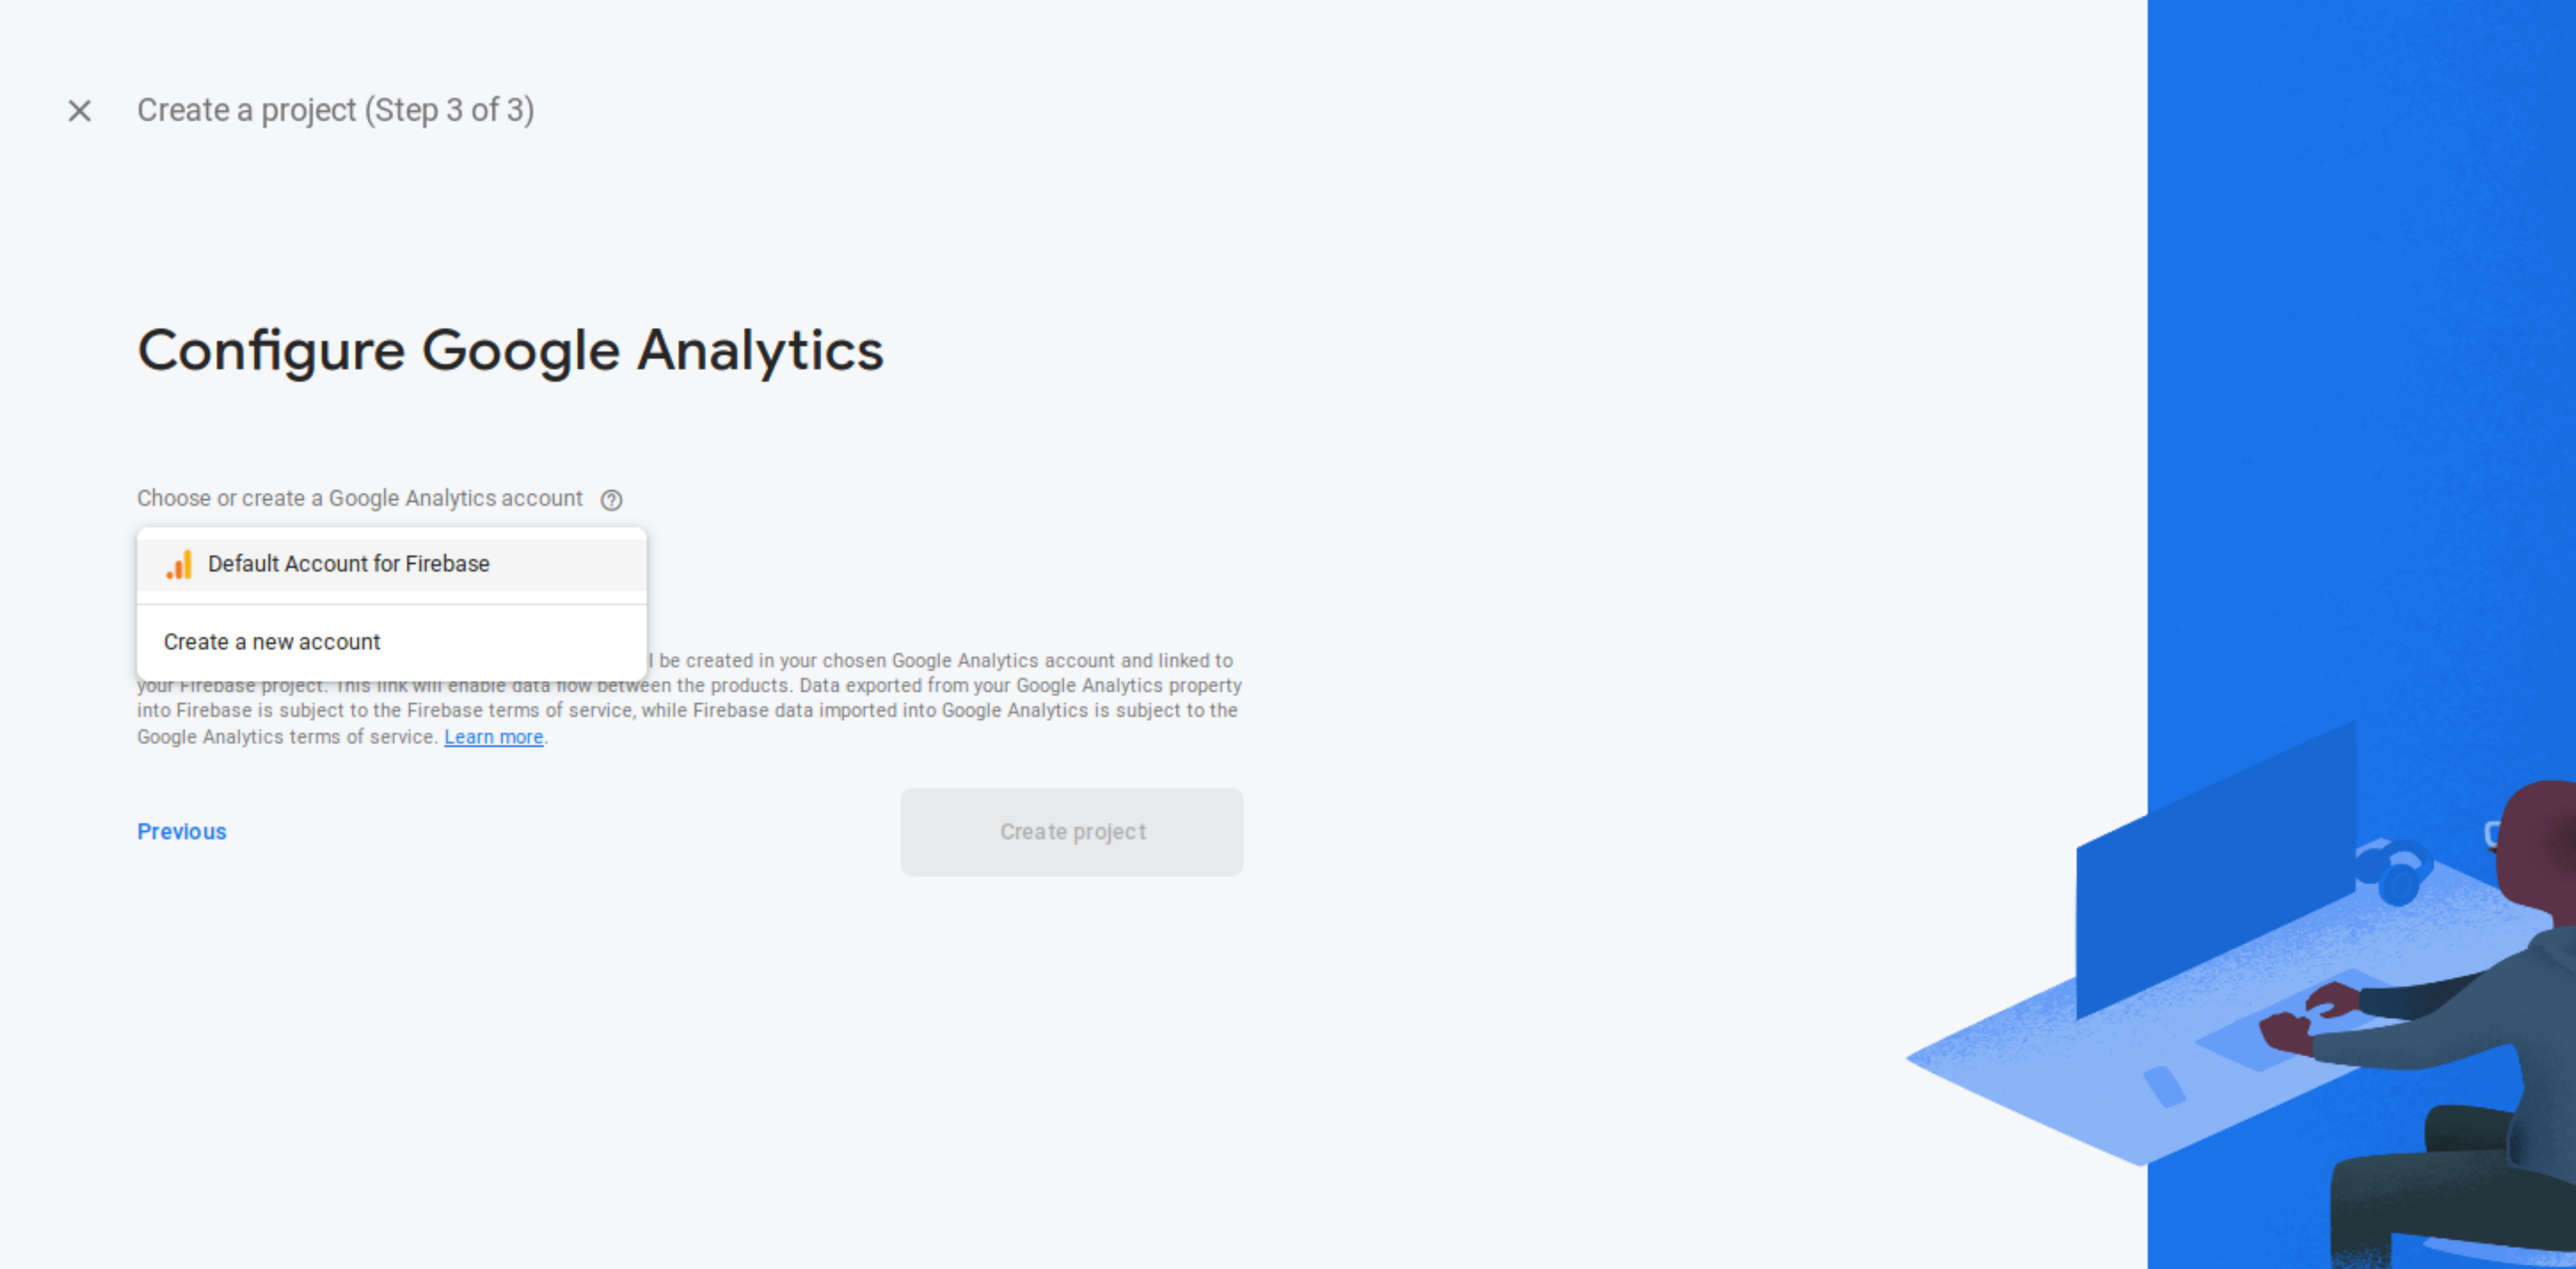 Create a project (Step 3 of 3)
Configure Google Analytics
Choose or create a Google Analytics account
Default Account for Firebase
Create a new account
be created in your chosen Google Analytics account and linked to
your Firebase project. This link will enable data flow between the products. Data exported from your Google Analytics property
into Firebase is subject to the Firebase terms of service, while Firebase data imported into Google Analytics is subject to the
Google Analytics terms of service. Learn more.
Previous
Create project